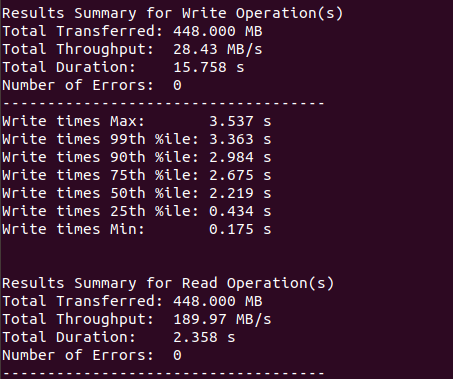 Results Summary for Write Operation(s)
Total Transferred: 448.000 MB
Total Throughput:  28.43 MB/s
Total Duration:    15.758 s
Number of Errors:  0
------------------------------------
Write times Max:       3.537 s
Write times 99th %ile: 3.363 s
Write times 90th %ile: 2.984 s
Write times 75th %ile: 2.675 s
Write times 50th %ile: 2.219 s
Write times 25th %ile: 0.434 s
Write times Min:       0.175 s
Results Summary for Read Operation(s)
Total Transferred: 448.000 MB
Total Throughput:  189.97 MB/s
Total Duration:    2.358 s
Number of Errors:  0
------------------------------------